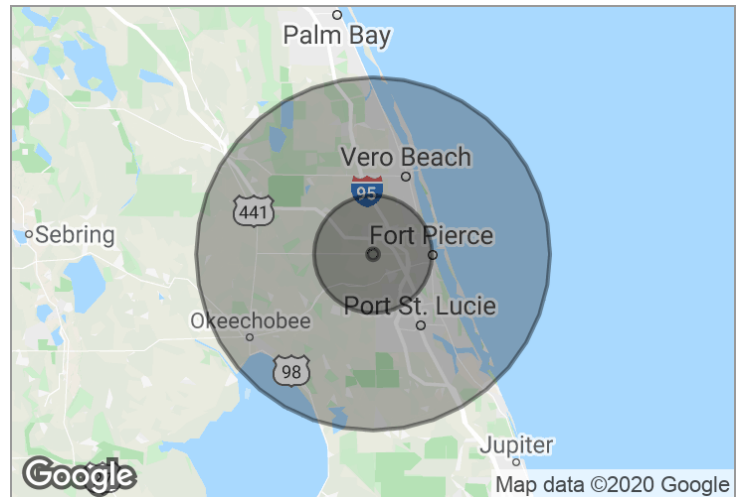 Palm Bay
Vero Beach
95
441
Sebring
Fort Pierce
Port St. Lucie
Okeechobee
98
Jupiter
Google
Map data ©2020 Google